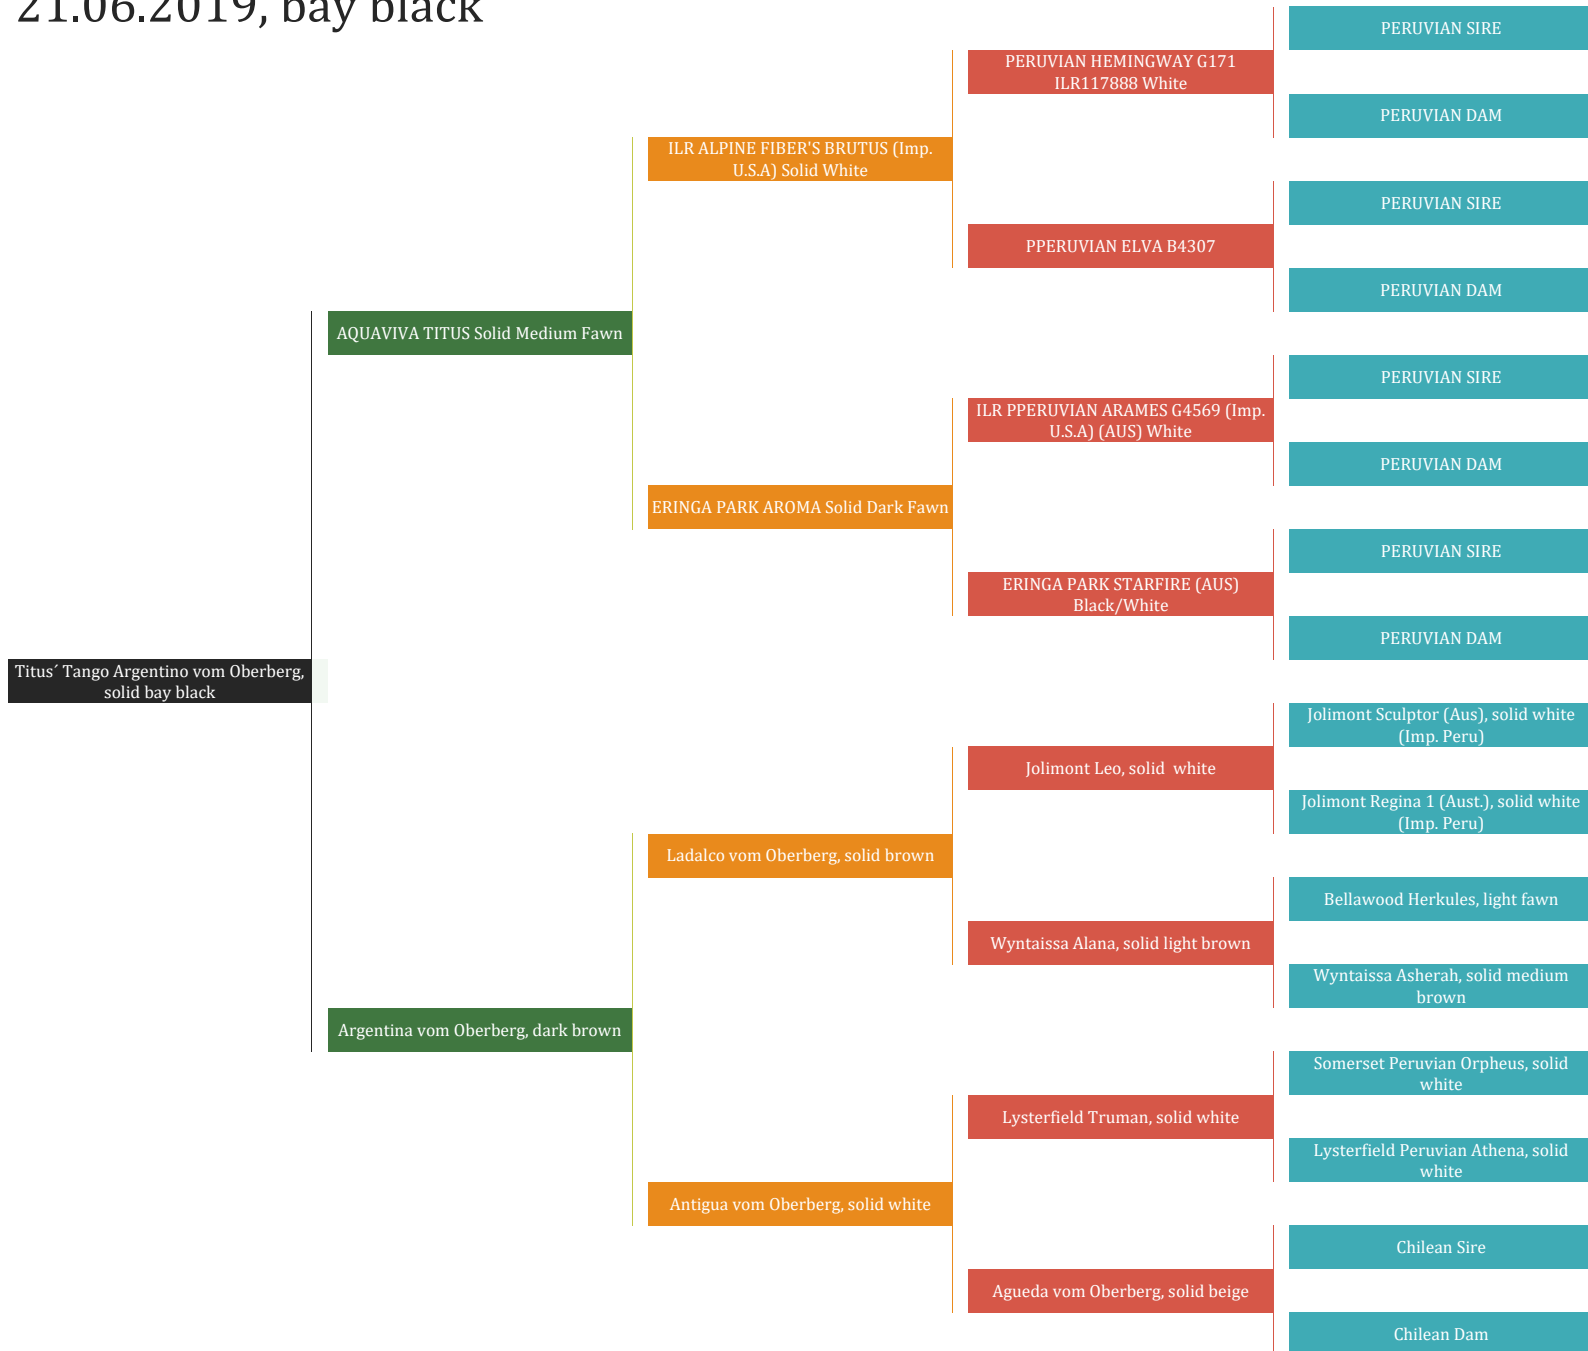 21.06.2019, bay black
PERUVIAN SIRE
PERUVIAN HEMINGWAY G171
ILR117888 White
PERUVIAN DAM
ILR ALPINE FIBER'S BRUTUS (Imp.
U.S.A) Solid White
PERUVIAN SIRE
PPERUVIAN ELVA B4307
PERUVIAN DAM
AQUAVIVA TITUS Solid Medium Fawn
PERUVIAN SIRE
ILR PPERUVIAN ARAMES G4569 (Imp.
U.S.A) (AUS) White
PERUVIAN DAM
ERINGA PARK AROMA Solid Dark Fawn
PERUVIAN SIRE
ERINGA PARK STARFIRE (AUS)
Black/White
PERUVIAN DAM
Titus´ Tango Argentino vom Oberberg,
solid bay black
Jolimont Sculptor (Aus), solid white
(Imp. Peru)
Jolimont Leo, solid  white
Jolimont Regina 1 (Aust.), solid white
(Imp. Peru)
Ladalco vom Oberberg, solid brown
Bellawood Herkules, light fawn
Wyntaissa Alana, solid light brown
Wyntaissa Asherah, solid medium
brown
Argentina vom Oberberg, dark brown
Somerset Peruvian Orpheus, solid
white
Lysterfield Truman, solid white
Lysterfield Peruvian Athena, solid
white
Antigua vom Oberberg, solid white
Chilean Sire
Agueda vom Oberberg, solid beige
Chilean Dam